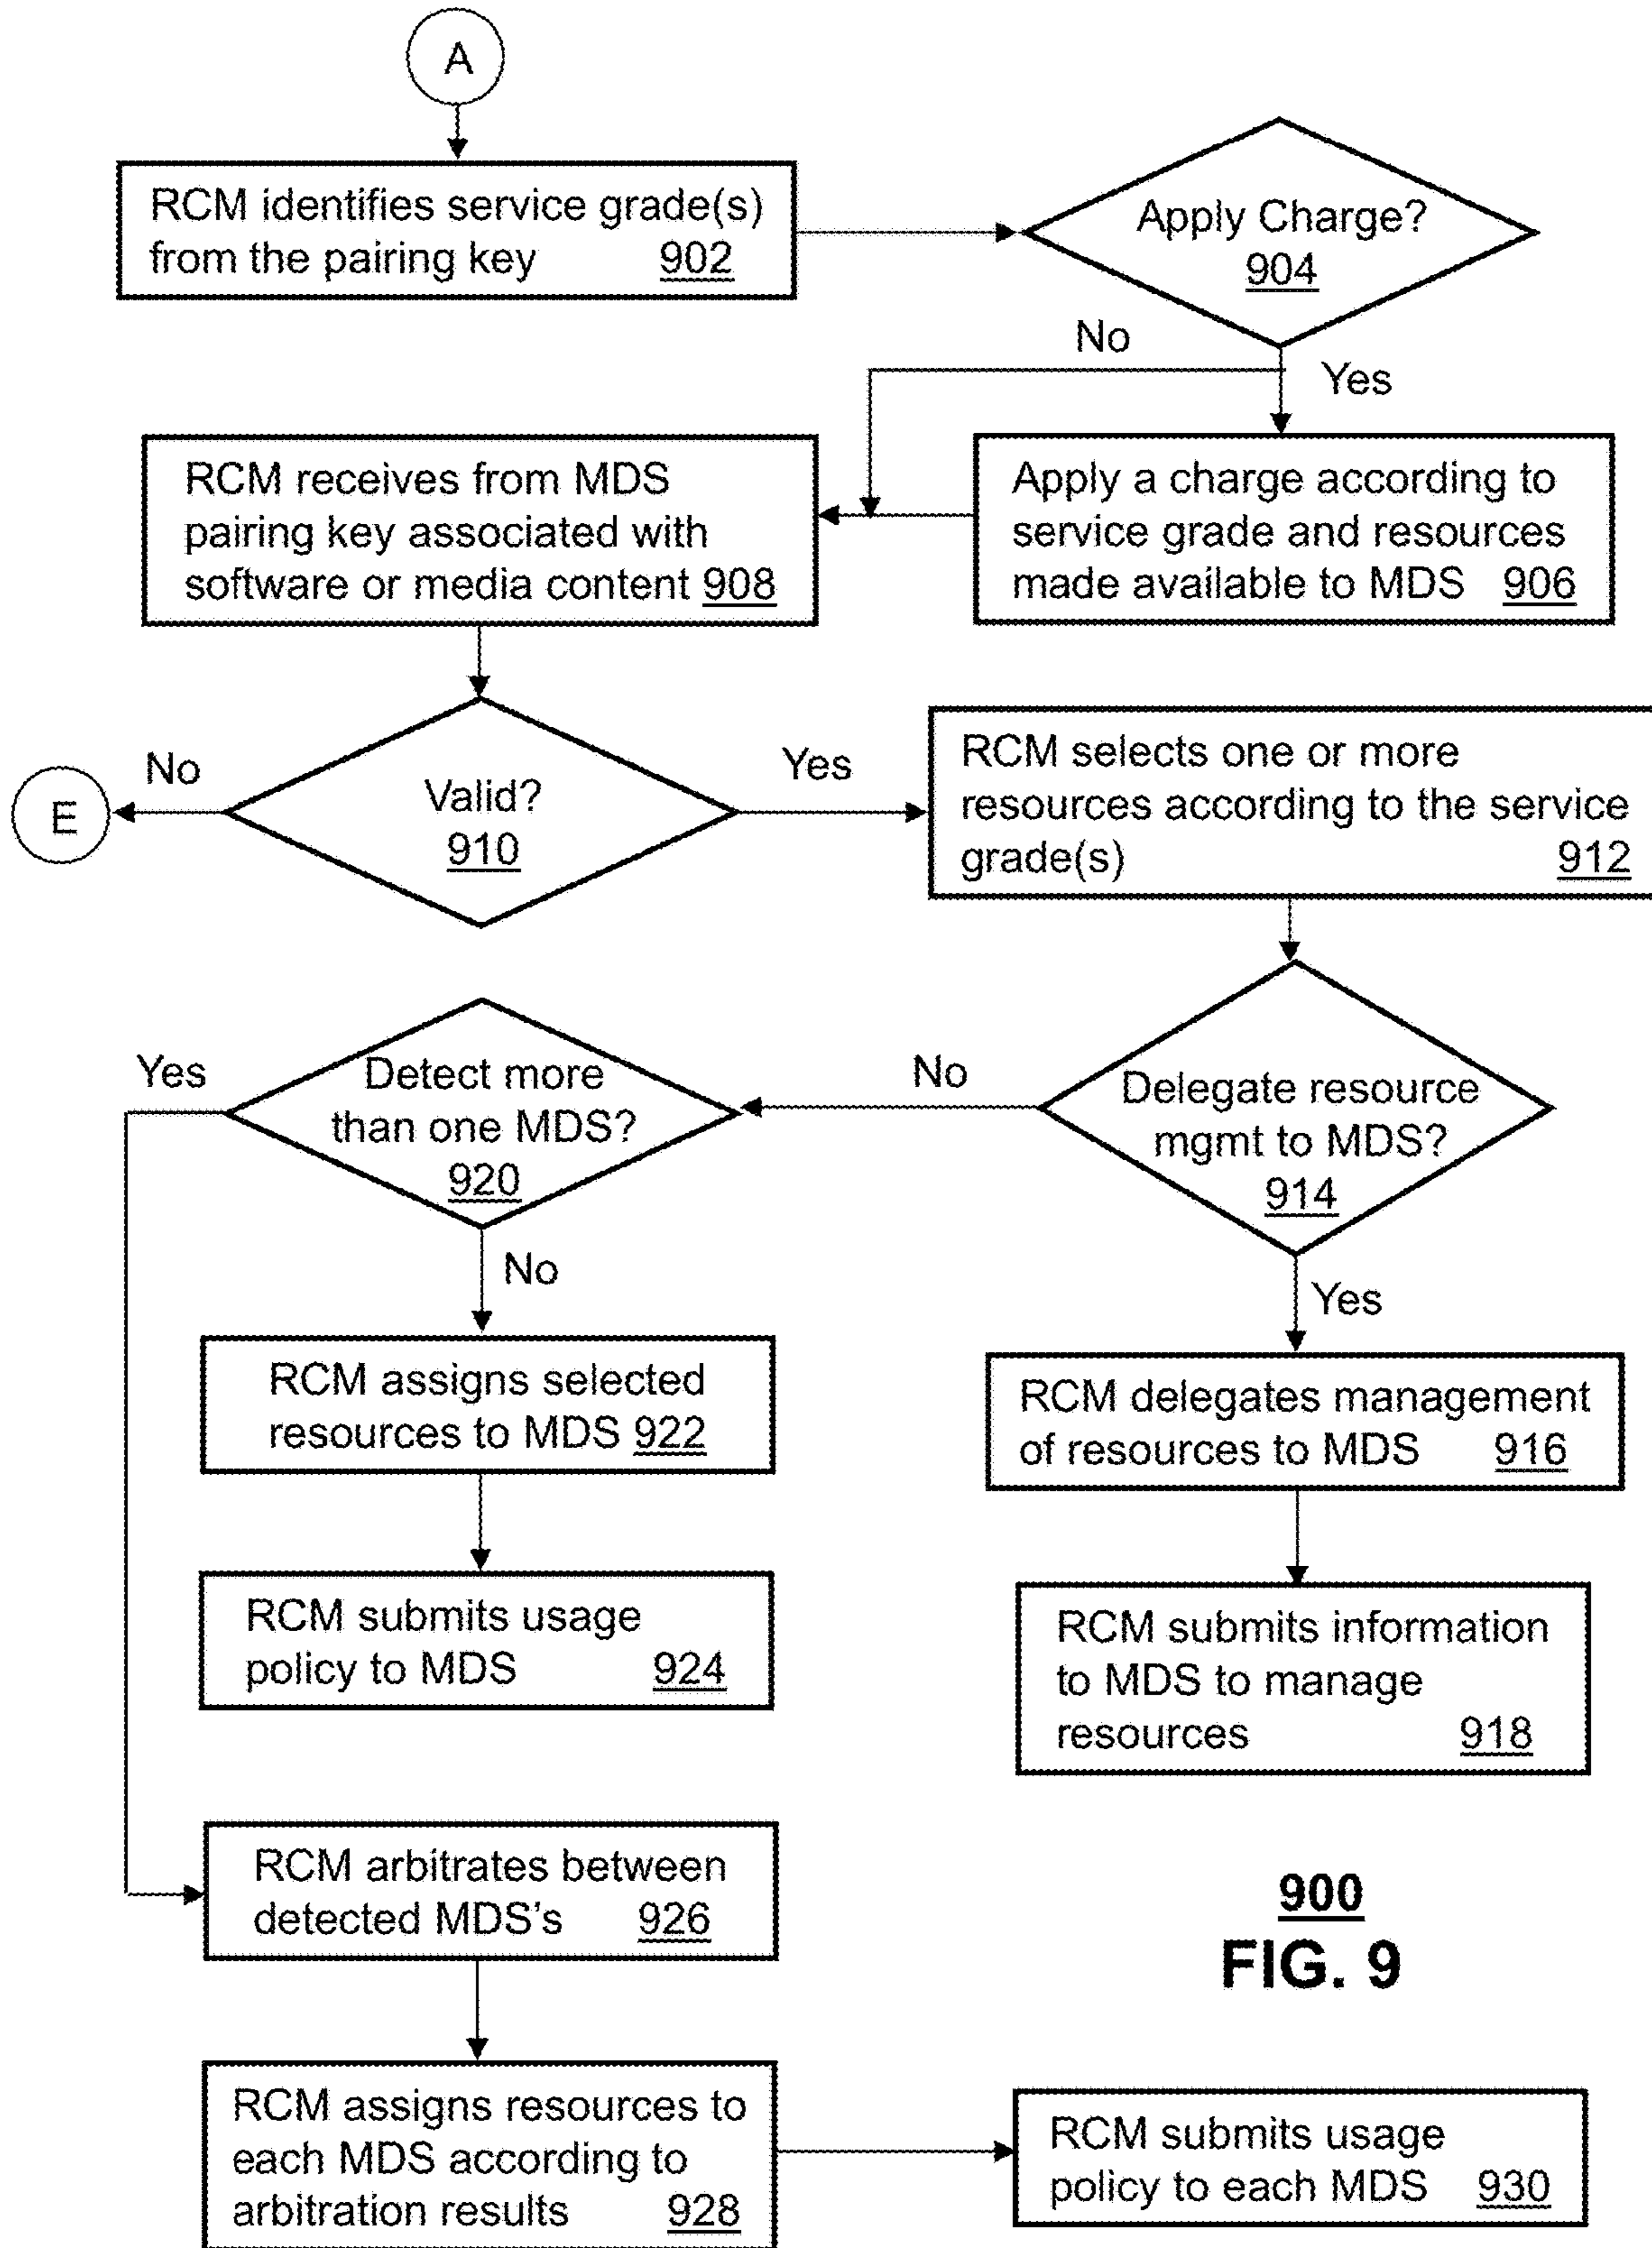 A
RCM identifies service grade(s)
from the pairing key 902
Apply Charge?
904
No
Yes
RCM receives from MDS
pairing key associated with
software or media content 908
Apply a charge according to
service grade and resources
made available to MDS 906
E
No
Valid?
910
Yes
RCM selects one or more
resources according to the service
grade(s) 912
Yes
Detect more
than one MDS?
920
No
Delegate resource
mgmt to MDS?
914
No
Yes
RCM assigns selected
resources to MDS 922
RCM delegates management
of resources to MDS 916
RCM submits usage
policy to MDS 924
RCM submits information
to MDS to manage
resources 918
RCM arbitrates between
detected MDS's 926
900
FIG. 9
RCM assigns resources to
each MDS according to
arbitration results 928
RCM submits usage
policy to each MDS 930